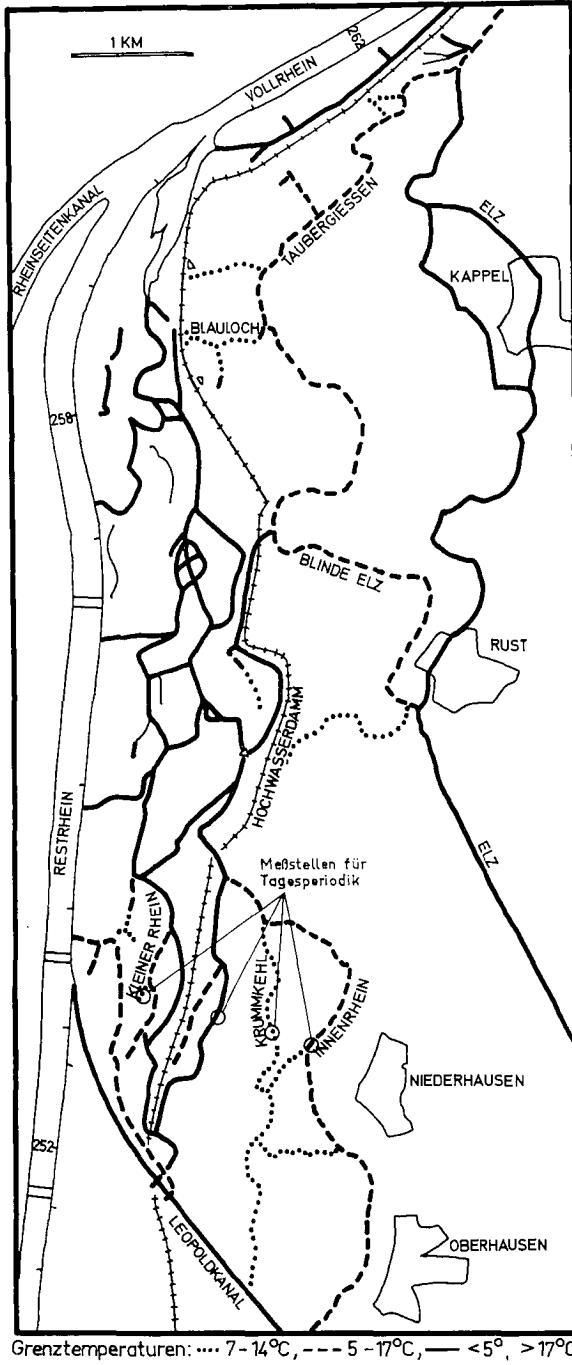 1 KM
262
VOLLRHEIN
RHEINSEITENKANAL
TAUBERGIESSEN
ELZ
KAPPEL
BLAULOCH
258
BLINDE ELZ
RUST
HOCHWASSERDAMM
RESTRHEIN
ELZ
Meßstellen für
Tagesperiodik
KLEINER RHEIN
KRUMMKEHL
INNENRHEIN
NIEDERHAUSEN
252
LEOPOLDKANAL
OBERHAUSEN
Grenztemperaturen: ···· 7-14°C, --- 5-17°C, — <5°, >17°C